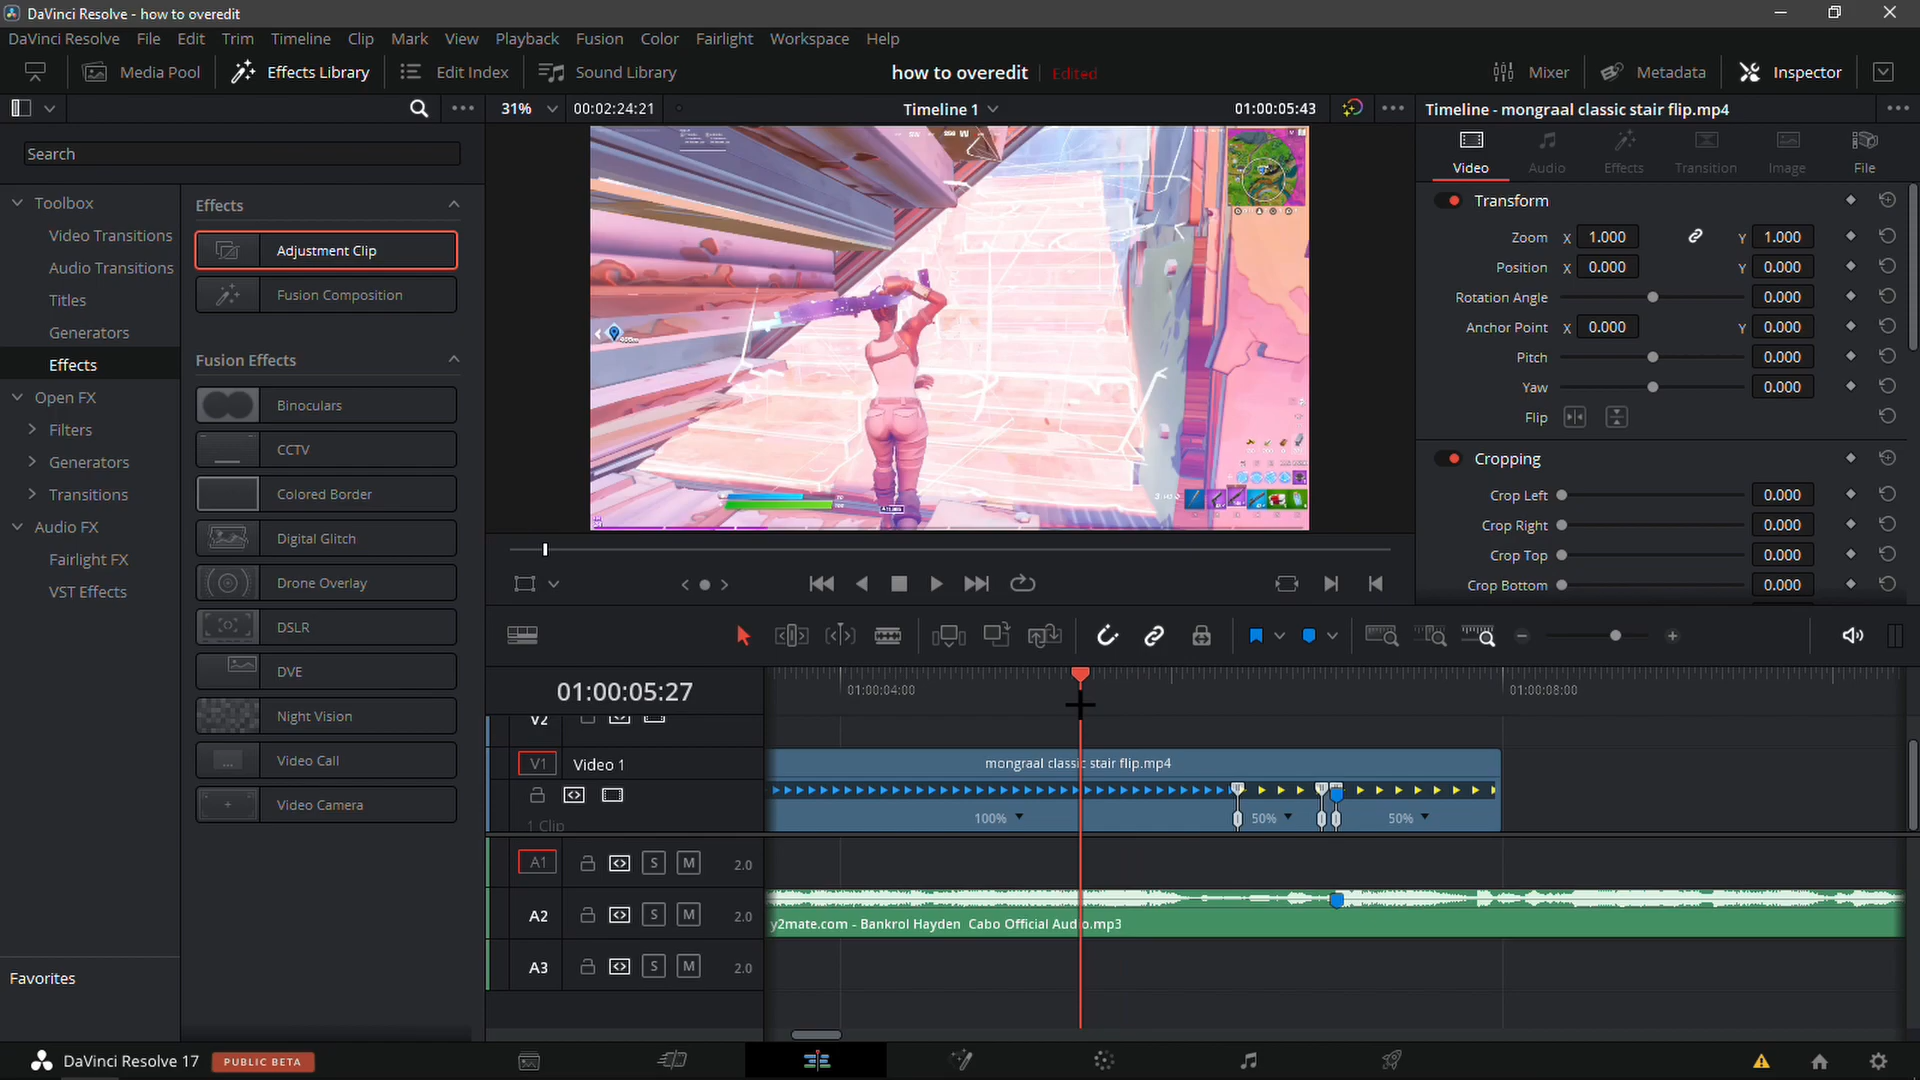 DaVinci Resolve - how to overedit
DaVinci Resolve File Edit Trim Timeline Clip Mark View Playback Fusion Color Fairlight Workspace Help
Media Pool Effects Library Edit Index Sound Library how to overedit Edited Mixer Metadata Inspector
31% 00:02:24:21 Timeline 1 01:00:05:43 Timeline - mongraal classic stair flip.mp4
Search
Video Audio Effects Transition Image File
Toolbox
Video Transitions
Audio Transitions
Titles
Generators
Effects
Open FX
Filters
Generators
Transitions
Audio FX
Fairlight FX
VST Effects
Favorites
Effects
Adjustment Clip
Fusion Composition
Fusion Effects
Binoculars
CCTV
Colored Border
Digital Glitch
Drone Overlay
DSLR
DVE
Night Vision
Video Call
Video Camera
Transform
Zoom X 1.000 Y 1.000
Position X 0.000 Y 0.000
Rotation Angle 0.000
Anchor Point X 0.000 Y 0.000
Pitch 0.000
Yaw 0.000
Flip
Cropping
Crop Left 0.000
Crop Right 0.000
Crop Top 0.000
Crop Bottom 0.000
01:00:05:27 01:00:04:00 01:00:08:00
V2
V1 Video 1 mongraal classic stair flip.mp4
1 Clip 100% 50% 50%
A1 S M 2.0
A2 S M 2.0
y2mate.com - Bankrol Hayden Cabo Official Audio.mp3
A3 S M 2.0
DaVinci Resolve 17 PUBLIC BETA